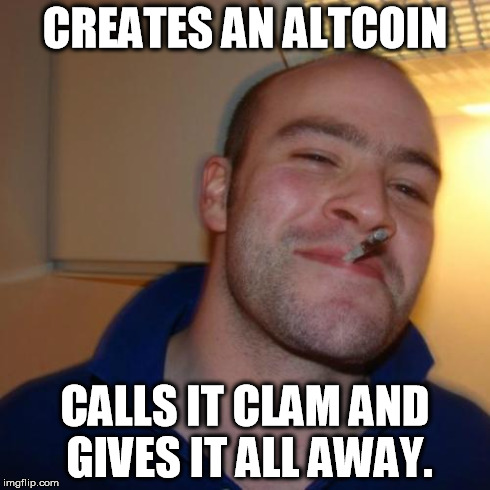 CREATES AN ALTCOIN
CALLS IT CLAM AND
GIVES IT ALL AWAY.
imgflip.com